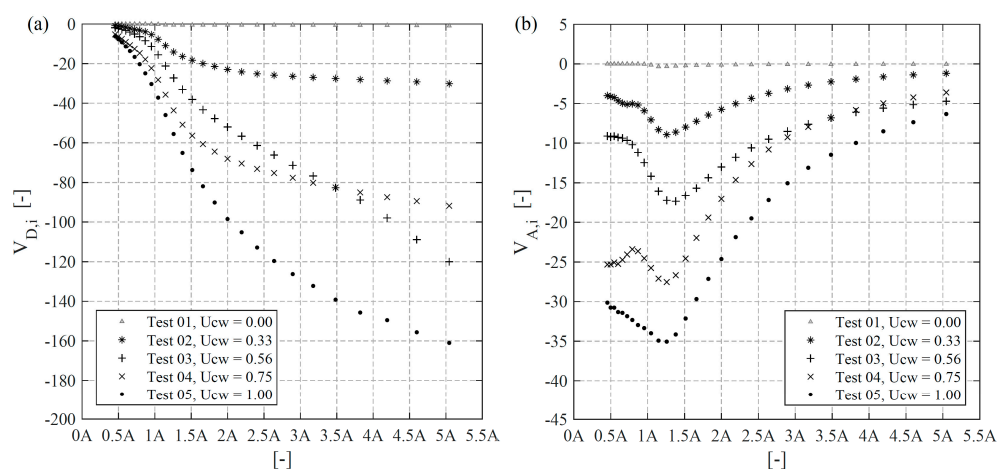 (a)
0
-20
-40
-60
-80
-100
-120
-140
-160
-180
-200
V_D,i [-]
Test 01, Ucw = 0.00
Test 02, Ucw = 0.33
Test 03, Ucw = 0.56
Test 04, Ucw = 0.75
Test 05, Ucw = 1.00
0A 0.5A 1A 1.5A 2A 2.5A 3A 3.5A 4A 4.5A 5A 5.5A
[-]
(b)
5
0
-5
-10
-15
-20
-25
-30
-35
-40
-45
V_A,i [-]
Test 01, Ucw = 0.00
Test 02, Ucw = 0.33
Test 03, Ucw = 0.56
Test 04, Ucw = 0.75
Test 05, Ucw = 1.00
0A 0.5A 1A 1.5A 2A 2.5A 3A 3.5A 4A 4.5A 5A 5.5A
[-]